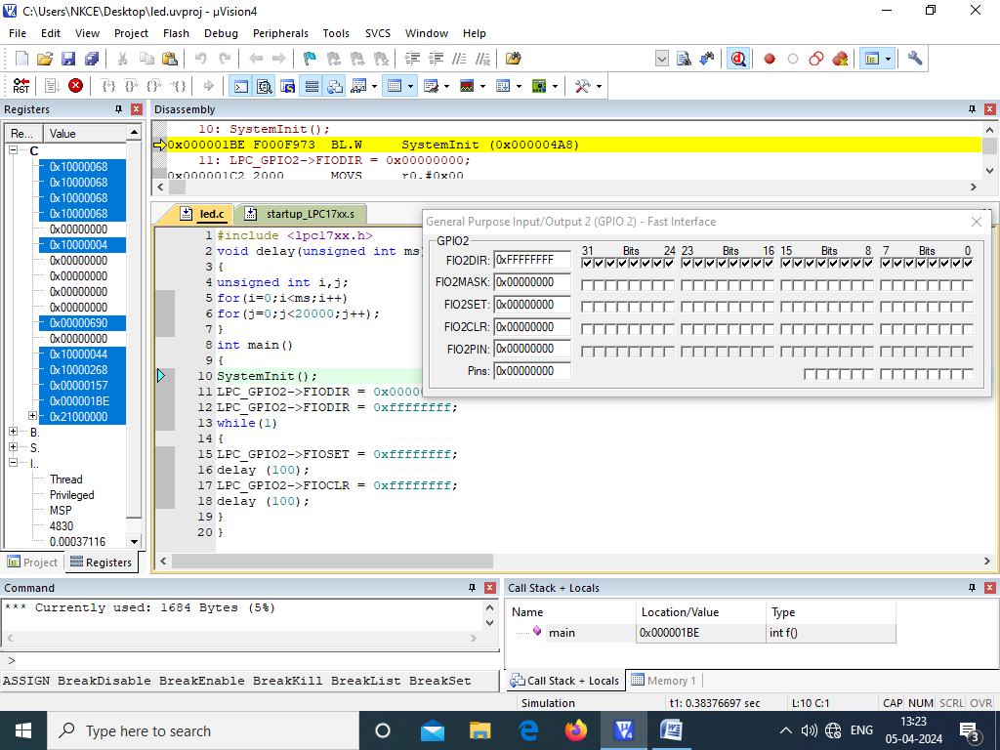 C:\Users\NKCE\Desktop\led.uvproj - µVision4
File Edit View Project Flash Debug Peripherals Tools SVCS Window Help
RST
Registers
Re... Value
C
0x10000068
0x10000068
0x10000068
0x10000068
0x00000000
0x10000004
0x00000000
0x00000000
0x00000000
0x00000000
0x00000690
0x00000000
0x10000044
0x10000268
0x00000157
0x000001BE
0x21000000
B.
S.
I..
Thread
Privileged
MSP
4830
0.00037116
Project Registers
Disassembly
10: SystemInit();
0x000001BE F000F973 BL.W SystemInit (0x000004A8)
11: LPC_GPIO2->FIODIR = 0x00000000;
0x000001C2 2000 MOVS r0,#0x00
led.c startup_LPC17xx.s
1 #include <lpc17xx.h>
2 void delay(unsigned int ms)
3 {
4 unsigned int i,j;
5 for(i=0;i<ms;i++)
6 for(j=0;j<20000;j++);
7 }
8 int main()
9 {
10 SystemInit();
11 LPC_GPIO2->FIODIR = 0x0000
12 LPC_GPIO2->FIODIR = 0xffffffff;
13 while(1)
14 {
15 LPC_GPIO2->FIOSET = 0xffffffff;
16 delay (100);
17 LPC_GPIO2->FIOCLR = 0xffffffff;
18 delay (100);
19 }
20 }
General Purpose Input/Output 2 (GPIO 2) - Fast Interface
GPIO2
31 Bits 24 23 Bits 16 15 Bits 8 7 Bits 0
FIO2DIR: 0xFFFFFFFF
FIO2MASK: 0x00000000
FIO2SET: 0x00000000
FIO2CLR: 0x00000000
FIO2PIN: 0x00000000
Pins: 0x00000000
Command
*** Currently used: 1684 Bytes (5%)
>
ASSIGN BreakDisable BreakEnable BreakKill BreakList BreakSet
Call Stack + Locals
Name Location/Value Type
main 0x000001BE int f()
Call Stack + Locals Memory 1
Simulation t1: 0.38376697 sec L:10 C:1 CAP NUM SCRL OVR
Type here to search
ENG
13:23
05-04-2024
3